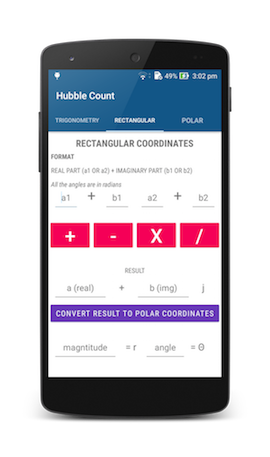 49% 3:02 pm
Hubble Count
TRIGONOMETRY RECTANGULAR POLAR
RECTANGULAR COORDINATES
FORMAT
REAL PART (a1 OR a2) + IMAGINARY PART (b1 OR b2)
All the angles are in radians
a1 + b1 a2 + b2
+ - X /
RESULT
a (real) + b (img) j
CONVERT RESULT TO POLAR COORDINATES
magntitude = r angle = Θ